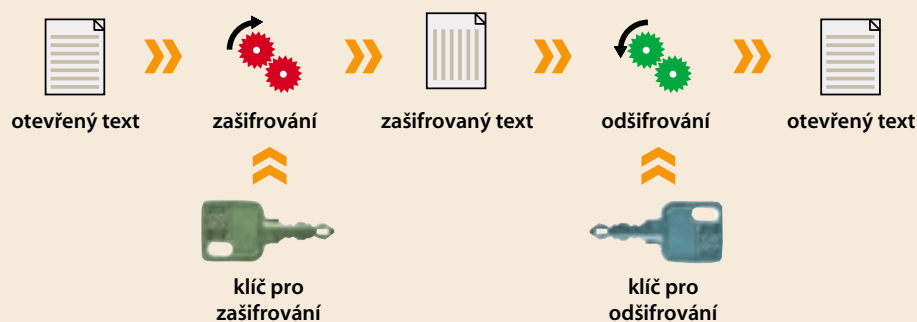 otevřený text
zašifrování
zašifrovaný text
odšifrování
otevřený text
klíč pro
zašifrování
klíč pro
odšifrování